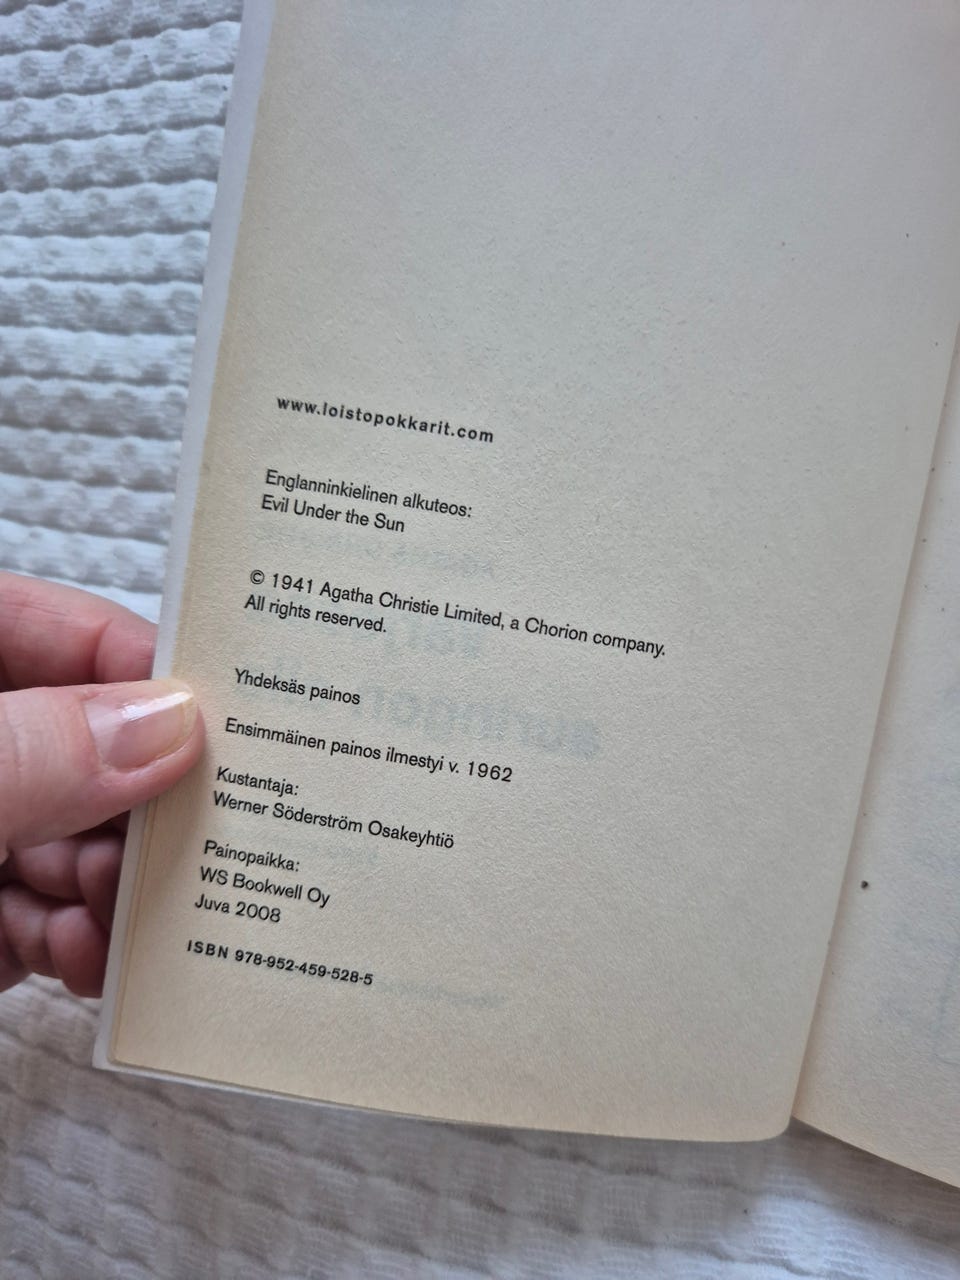 www.loistopokkarit.com
Englanninkielinen alkuteos:
Evil Under the Sun
© 1941 Agatha Christie Limited, a Chorion company.
All rights reserved.
Yhdeksäs painos
Ensimmäinen painos ilmestyi v. 1962
Kustantaja:
Werner Söderström Osakeyhtiö
Painopaikka:
WS Bookwell Oy
Juva 2008
ISBN 978-952-459-528-5